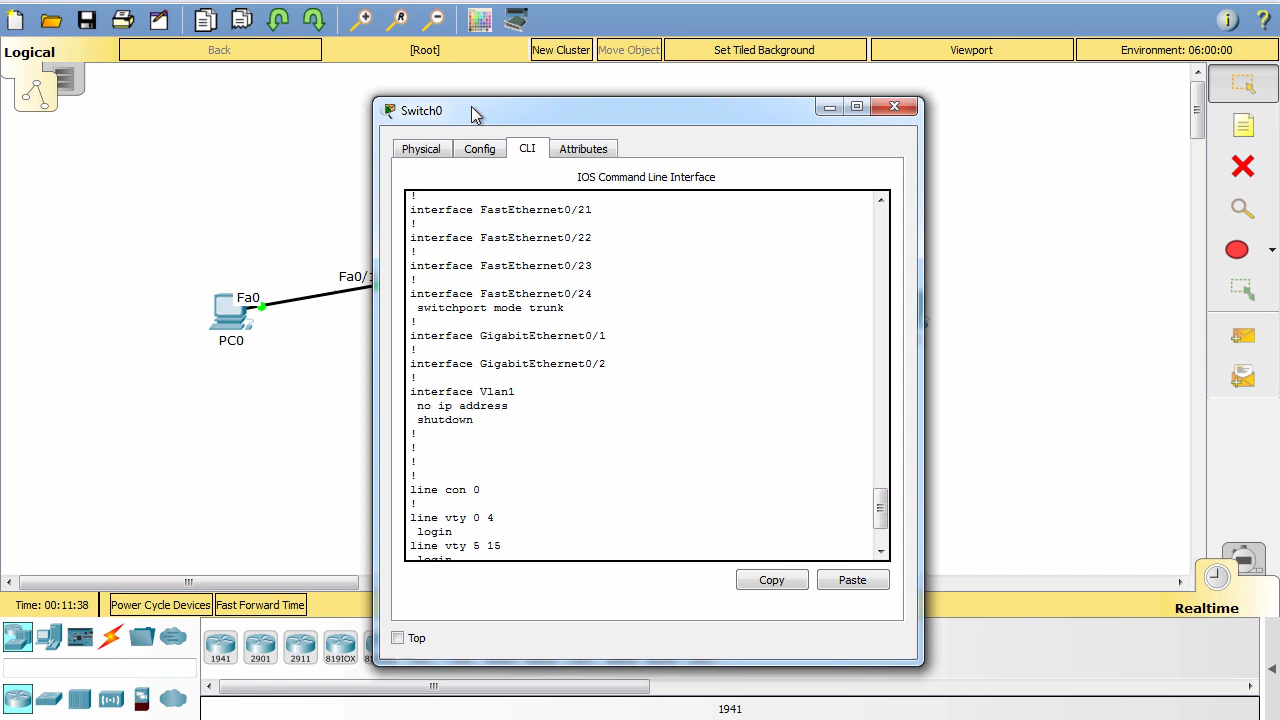 Logical
Back
[Root]
New Cluster
Move Object
Set Tiled Background
Viewport
Environment: 06:00:00
Switch0
Physical
Config
CLI
Attributes
IOS Command Line Interface
!
interface FastEthernet0/21
!
interface FastEthernet0/22
!
interface FastEthernet0/23
!
interface FastEthernet0/24
switchport mode trunk
!
interface GigabitEthernet0/1
!
interface GigabitEthernet0/2
!
interface Vlan1
no ip address
shutdown
!
!
!
!
line con 0
!
line vty 0 4
login
line vty 5 15
login
Copy
Paste
Top
Fa0/1
Fa0
PC0
Time: 00:11:38
Power Cycle Devices
Fast Forward Time
Realtime
1941
2901
2911
819IOX
1941